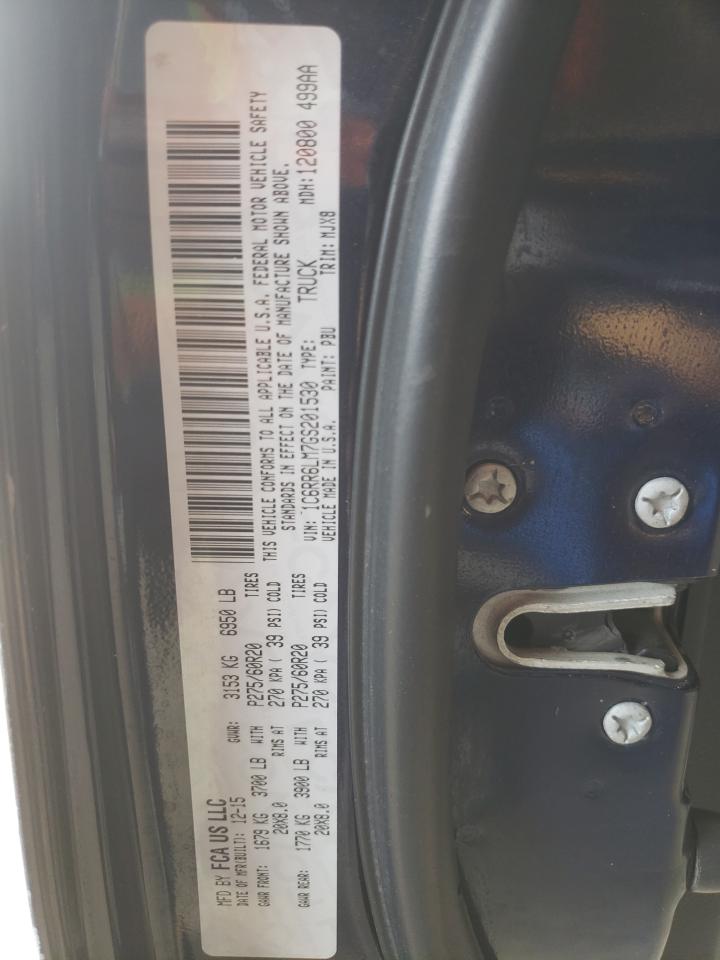 MFD BY FCA US LLC
DATE OF MFR(BUILT): 12-15 GVWR: 3153 KG 6950 LB
GAWR FRONT: 1679 KG 3700 LB WITH P275/60R20 TIRES
20X8.0 RIMS AT 270 KPA ( 39 PSI) COLD
GAWR REAR: 1770 KG 3900 LB WITH P275/60R20 TIRES
20X8.0 RIMS AT 270 KPA ( 39 PSI) COLD
THIS VEHICLE CONFORMS TO ALL APPLICABLE U.S.A. FEDERAL MOTOR VEHICLE SAFETY
STANDARDS IN EFFECT ON THE DATE OF MANUFACTURE SHOWN ABOVE.
VIN: 1C6RR6LM7GS201530 TYPE: TRUCK MDH:120800 499AA
VEHICLE MADE IN U.S.A. PAINT: PBU TRIM: MJX8